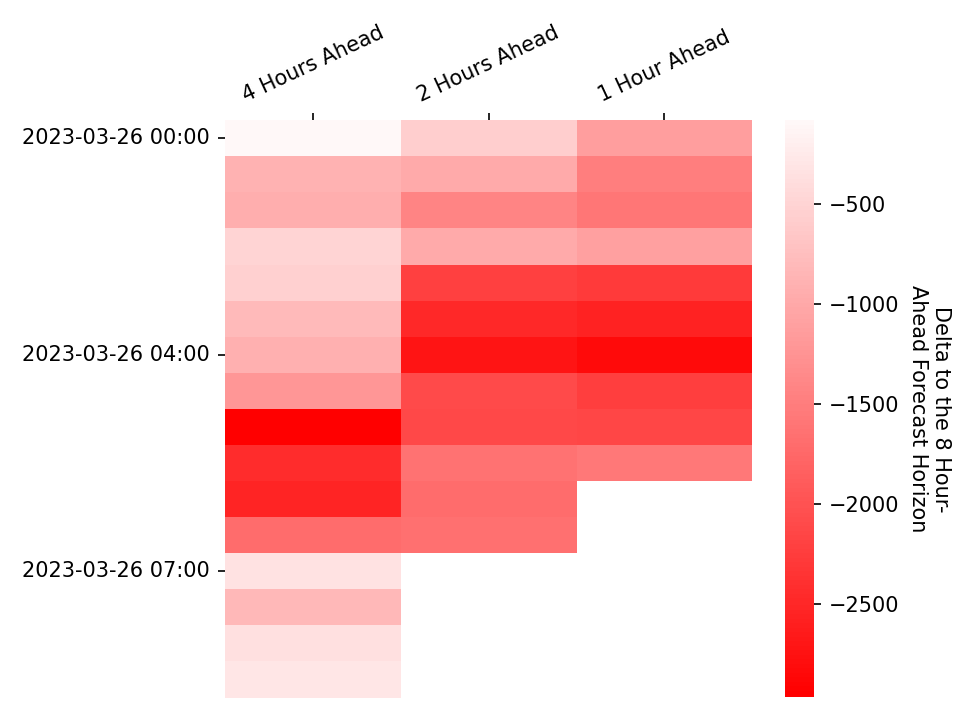 4 Hours Ahead
2 Hours Ahead
1 Hour Ahead
2023-03-26 00:00
2023-03-26 04:00
2023-03-26 07:00
−500
−1000
−1500
−2000
−2500
Delta to the 8 Hour-
Ahead Forecast Horizon